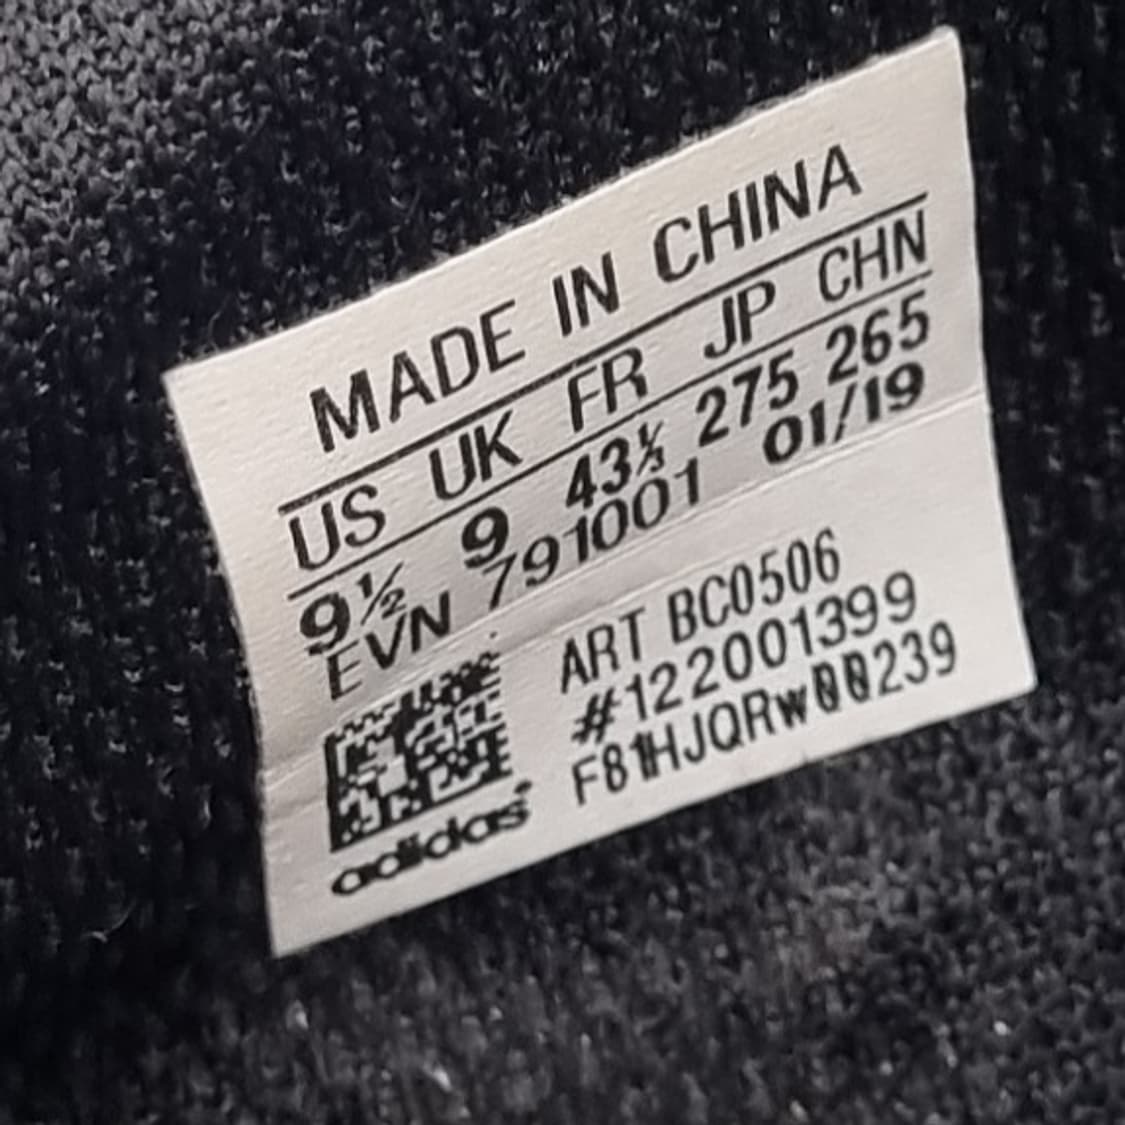 MADE IN CHINA
US UK FR JP CHN
9½ 9 43⅓ 275 265
EVN 791001 01/19
ART BC0506
#122001399
F81HJQRW00239
adidas